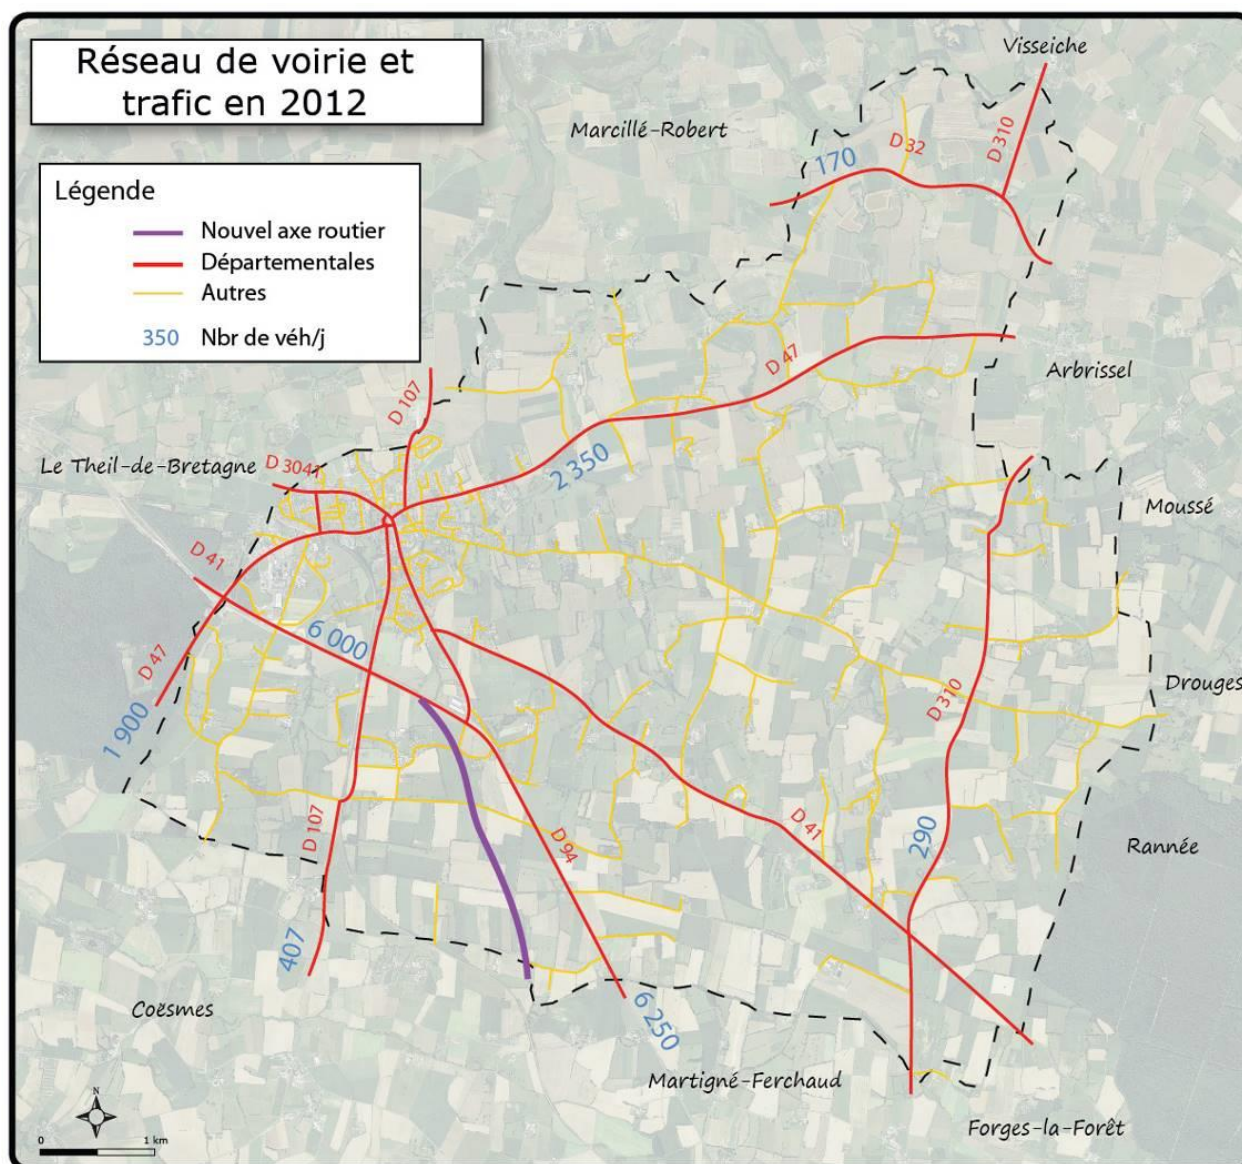 Réseau de voirie et
trafic en 2012
Légende
Nouvel axe routier
Départementales
Autres
350 Nbr de véh/j
Visseiche
Marcillé-Robert
170
D 32
D 310
D 47
Arbrissel
D 107
2 350
Le Theil-de-Bretagne
D 3041
Moussé
D 41
6 000
D 47
1 900
Drouges
D 310
D 107
D 94
D 41
290
Rannée
407
Coësmes
6 250
Martigné-Ferchaud
Forges-la-Forêt
N
0 1 km